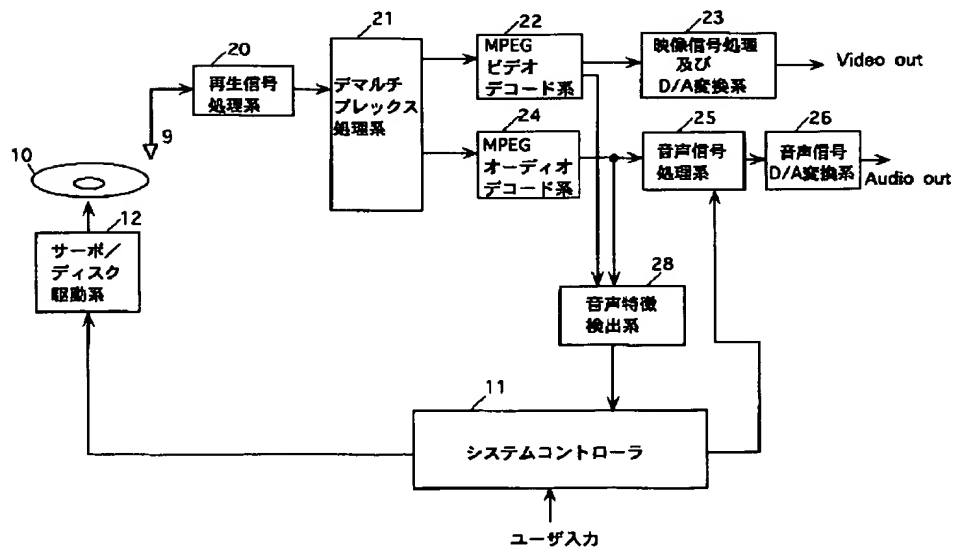 21
22
23
20
再生信号
処理系
デマルチ
プレックス
処理系
MPEG
ビデオ
デコード系
映像信号処理
及び
D/A変換系
Video out
9
10
24
MPEG
オーディオ
デコード系
25
音声信号
処理系
26
音声信号
D/A変換系
Audio out
12
サーボ/
ディスク
駆動系
28
音声特徴
検出系
11
システムコントローラ
ユーザ入力